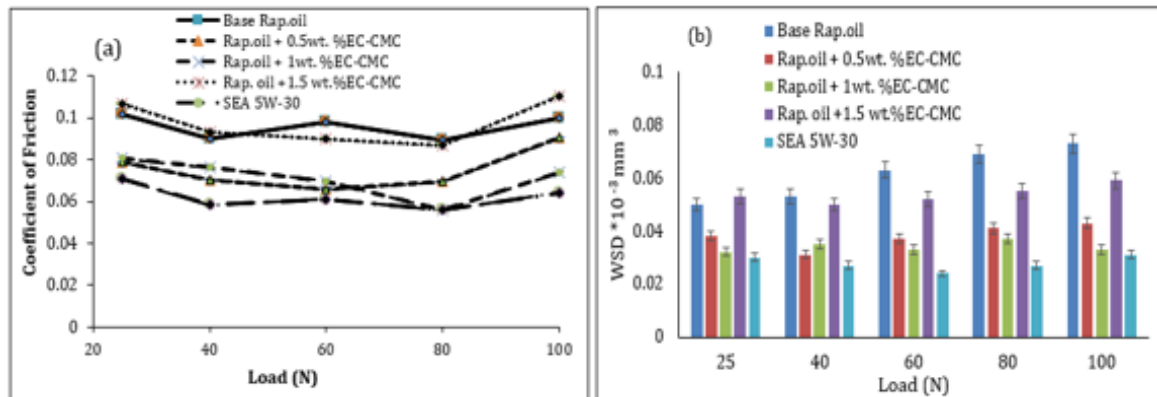 (a)
Base Rap.oil
Rap.oil + 0.5wt. %EC-CMC
Rap.oil + 1wt. %EC-CMC
Rap. oil +1.5 wt.%EC-CMC
SEA 5W-30
Coefficient of Friction
0.12
0.1
0.08
0.06
0.04
0.02
0
20
40
60
80
100
Load (N)
(b)
Base Rap.oil
Rap.oil + 0.5wt. %EC-CMC
Rap.oil + 1wt. %EC-CMC
Rap. oil +1.5 wt.%EC-CMC
SEA 5W-30
WSD *10 -3 mm 3
0.1
0.08
0.06
0.04
0.02
0
25
40
60
80
100
Load (N)